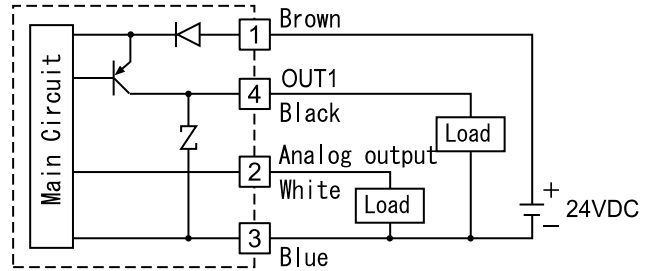 Main Circuit
1
Brown
4
OUT1
Black
Load
2
Analog output
White
Load
+
24VDC
−
3
Blue